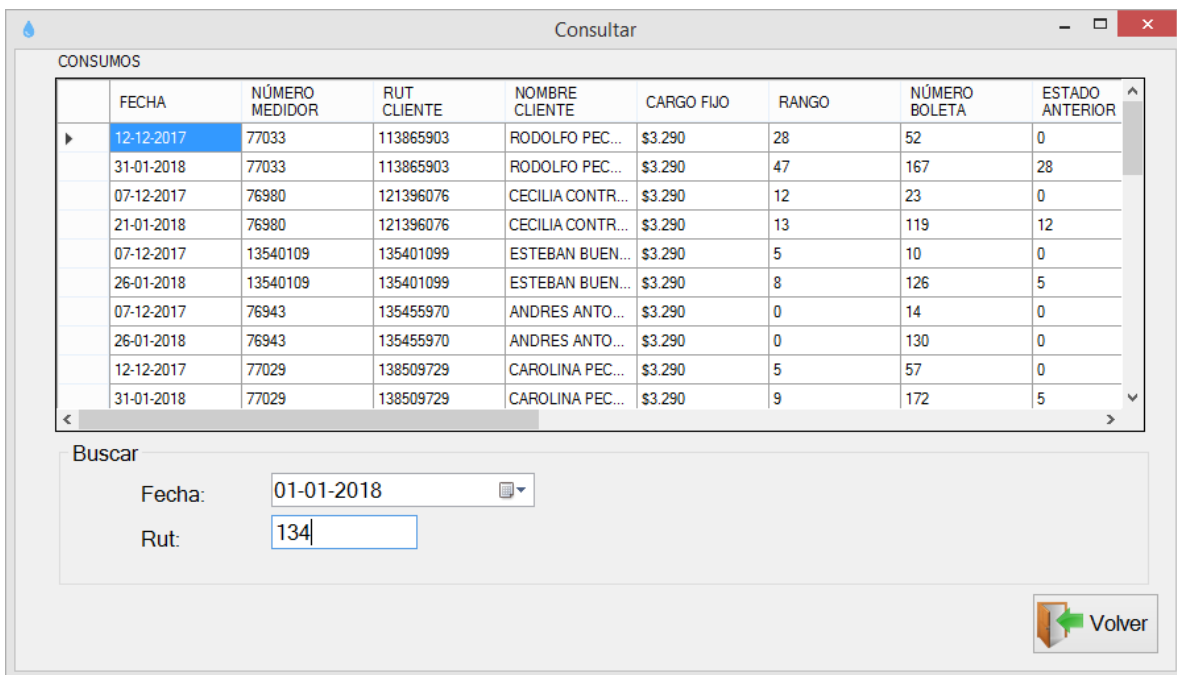 Consultar
CONSUMOS
FECHA NÚMERO MEDIDOR RUT CLIENTE NOMBRE CLIENTE CARGO FIJO RANGO NÚMERO BOLETA ESTADO ANTERIOR
12-12-2017 77033 113865903 RODOLFO PEC... $3.290 28 52 0
31-01-2018 77033 113865903 RODOLFO PEC... $3.290 47 167 28
07-12-2017 76980 121396076 CECILIA CONTR... $3.290 12 23 0
21-01-2018 76980 121396076 CECILIA CONTR... $3.290 13 119 12
07-12-2017 13540109 135401099 ESTEBAN BUEN... $3.290 5 10 0
26-01-2018 13540109 135401099 ESTEBAN BUEN... $3.290 8 126 5
07-12-2017 76943 135455970 ANDRES ANTO... $3.290 0 14 0
26-01-2018 76943 135455970 ANDRES ANTO... $3.290 0 130 0
12-12-2017 77029 138509729 CAROLINA PEC... $3.290 5 57 0
31-01-2018 77029 138509729 CAROLINA PEC... $3.290 9 172 5
Buscar
Fecha: 01-01-2018
Rut: 134
Volver